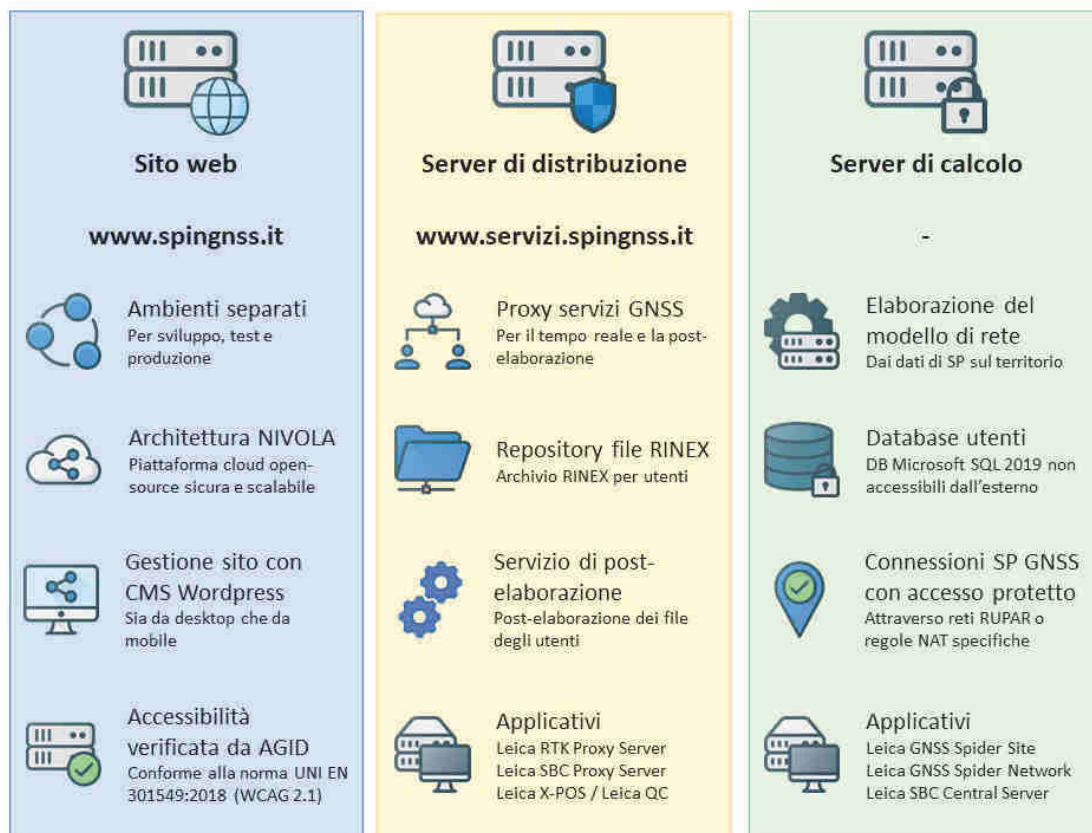 Sito web
www.spingnss.it
Ambienti separati
Per sviluppo, test e
produzione
Architettura NIVOLA
Piattaforma cloud open-
source sicura e scalabile
Gestione sito con
CMS Wordpress
Sia da desktop che da
mobile
Accessibilità
verificata da AGID
Conforme alla norma UNI EN
301549:2018 (WCAG 2.1)
Server di distribuzione
www.servizi.spingnss.it
Proxy servizi GNSS
Per il tempo reale e la post-
elaborazione
Repository file RINEX
Archivio RINEX per utenti
Servizio di post-
elaborazione
Post-elaborazione dei file
degli utenti
Applicativi
Leica RTK Proxy Server
Leica SBC Proxy Server
Leica X-POS / Leica QC
Server di calcolo
-
Elaborazione del
modello di rete
Dai dati di SP sul territorio
Database utenti
DB Microsoft SQL 2019 non
accessibili dall'esterno
Connessioni SP GNSS
con accesso protetto
Attraverso reti RUPAR o
regole NAT specifiche
Applicativi
Leica GNSS Spider Site
Leica GNSS Spider Network
Leica SBC Central Server